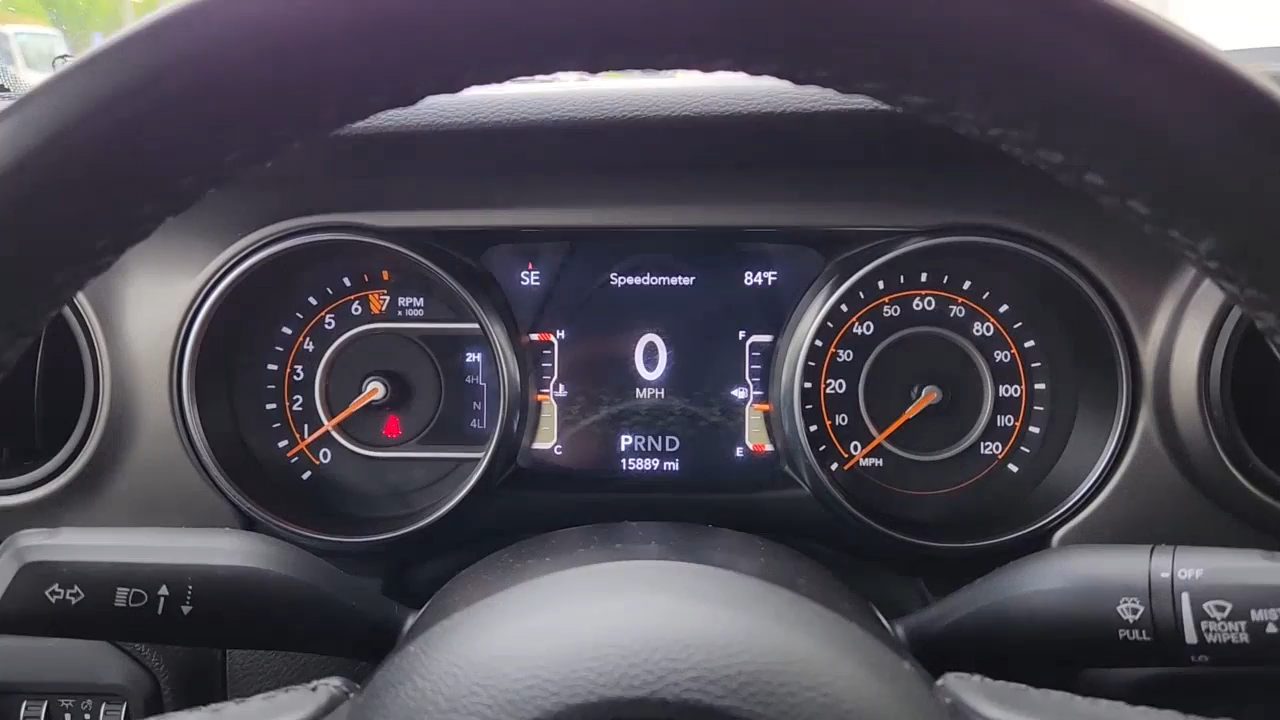 SE
Speedometer
84°F
0
MPH
PRND
15889 mi
H
C
F
E
RPM
x 1000
0
1
2
3
4
5
6
7
2H
4H
N
4L
0
10
20
30
40
50
60
70
80
90
100
110
120
MPH
PULL
OFF
FRONT
WIPER
MIS
LO